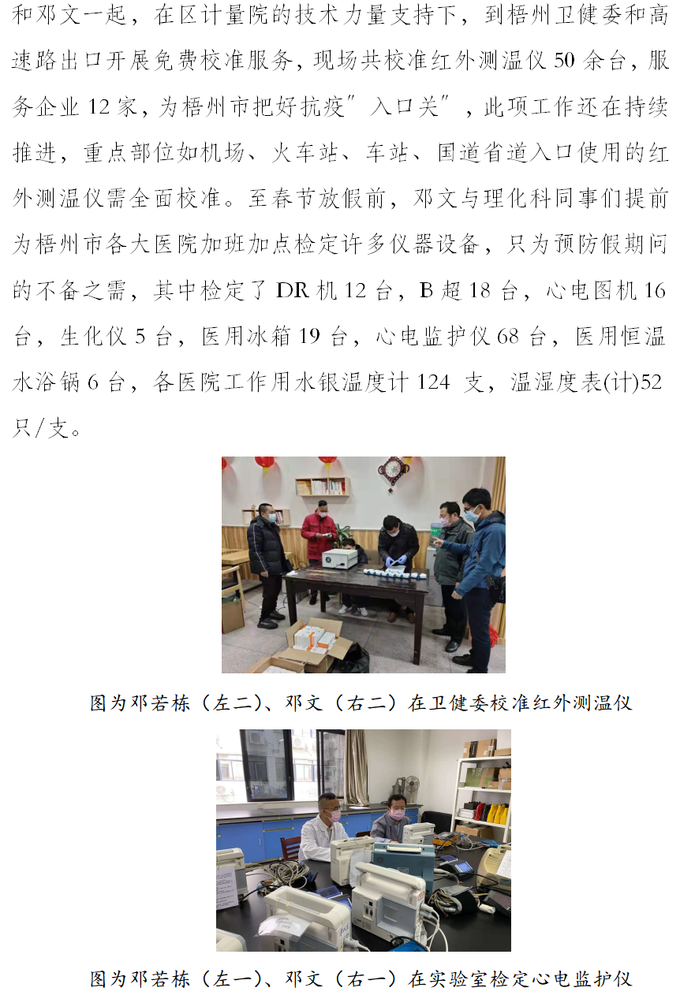 和邓文一起，在区计量院的技术力量支持下，到梧州卫健委和高
速路出口开展免费校准服务，现场共校准红外测温仪 50 余台，服
务企业 12 家，为梧州市把好抗疫″入口关″，此项工作还在持续
推进，重点部位如机场、火车站、车站、国道省道入口使用的红
外测温仪需全面校准。至春节放假前，邓文与理化科同事们提前
为梧州市各大医院加班加点检定许多仪器设备，只为预防假期间
的不备之需，其中检定了 DR 机 12 台，B 超 18 台，心电图机 16
台，生化仪 5 台，医用冰箱 19 台，心电监护仪 68 台，医用恒温
水浴锅 6 台，各医院工作用水银温度计 124 支，温湿度表(计)52
只/支。
图为邓若栋（左二）、邓文（右二）在卫健委校准红外测温仪
图为邓若栋（左一）、邓文（右一）在实验室检定心电监护仪